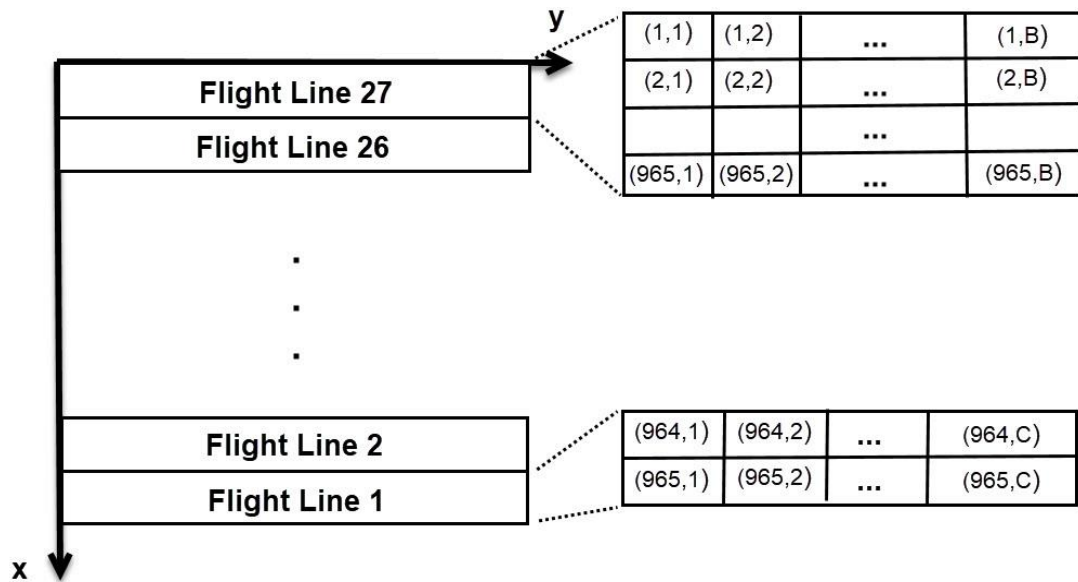 y
Flight Line 27
Flight Line 26
.
.
.
Flight Line 2
Flight Line 1
x
(1,1) (1,2) ... (1,B)
(2,1) (2,2) ... (2,B)
...
(965,1) (965,2) ... (965,B)
(964,1) (964,2) ... (964,C)
(965,1) (965,2) ... (965,C)